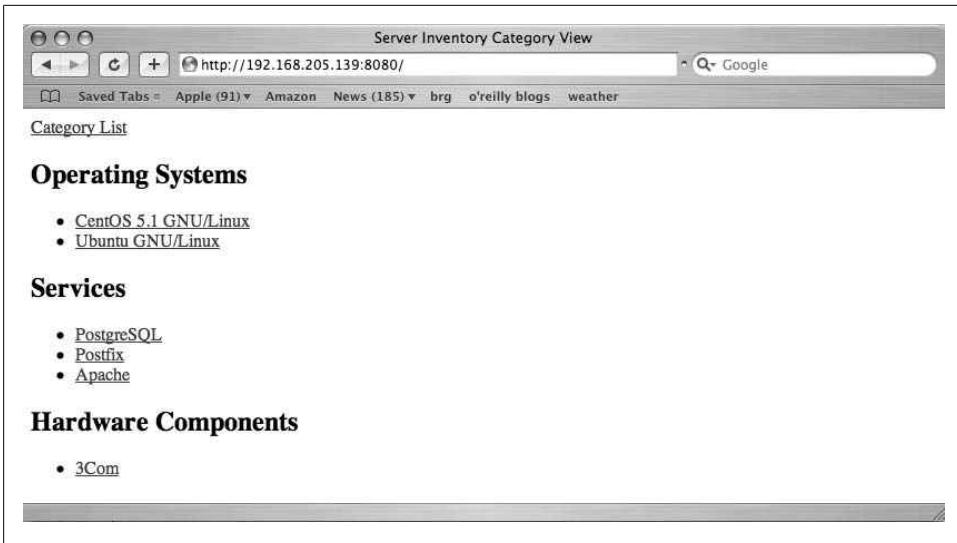 Server Inventory Category View
http://192.168.205.139:8080/
Google
Saved Tabs Apple (91) Amazon News (185) brg o'reilly blogs weather
Category List
Operating Systems
CentOS 5.1 GNU/Linux
Ubuntu GNU/Linux
Services
PostgreSQL
Postfix
Apache
Hardware Components
3Com